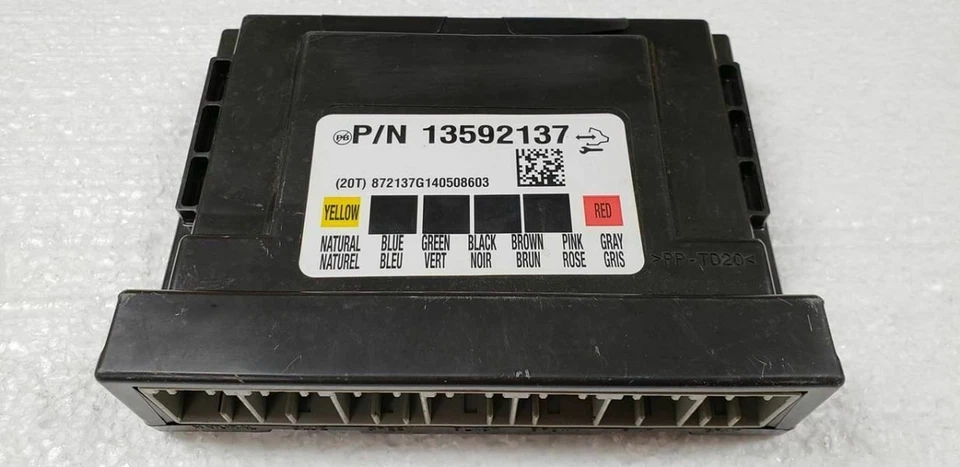 PB P/N 13592137
(20T) 872137G140508603
YELLOW RED
NATURAL BLUE GREEN BLACK BROWN PINK GRAY
NATUREL BLEU VERT NOIR BRUN ROSE GRIS
>PP-TD20<